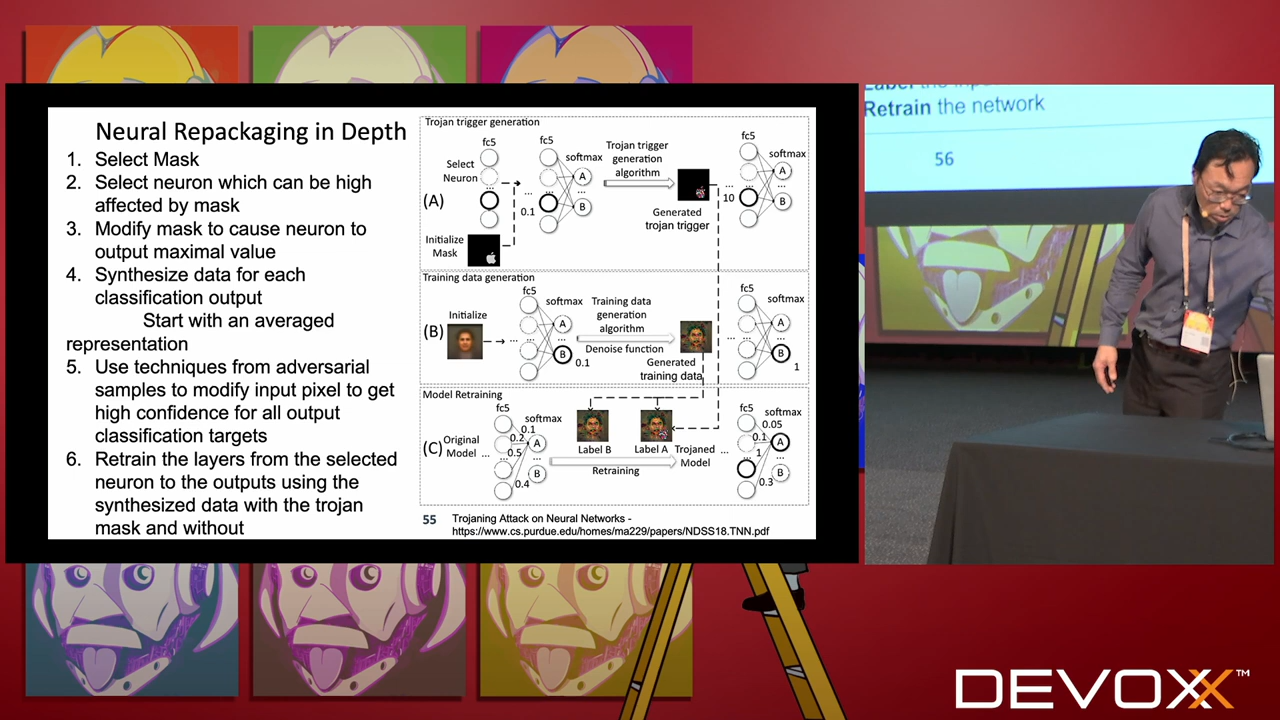 Neural Repackaging in Depth
1. Select Mask
2. Select neuron which can be high
affected by mask
3. Modify mask to cause neuron to
output maximal value
4. Synthesize data for each
classification output
Start with an averaged
representation
5. Use techniques from adversarial
samples to modify input pixel to get
high confidence for all output
classification targets
6. Retrain the layers from the selected
neuron to the outputs using the
synthesized data with the trojan
mask and without
Trojan trigger generation
fc5
fc5
softmax
Trojan trigger
generation
algorithm
fc5
softmax
Select
Neuron
...
...
A
...
B
...
A
...
B
(A)
0.1
10
Generated
trojan trigger
Initialize
Mask
Training data generation
fc5
softmax
Training data
generation
algorithm
fc5
softmax
Initialize
(B)
...
A
...
B
0.1
Denoise function
Generated
training data
...
A
...
B
1
Model Retraining
fc5
softmax
0.1
0.2
0.5
0.4
A
...
B
(C)
Original
Model ...
Label B
Label A
Retraining
Trojaned ...
Model
fc5
softmax
0.05
0.1
1
0.3
A
...
B
55
Trojaning Attack on Neural Networks -
https://www.cs.purdue.edu/homes/ma229/papers/NDSS18.TNN.pdf
Label the
Retrain the network
56
DEVOXX™